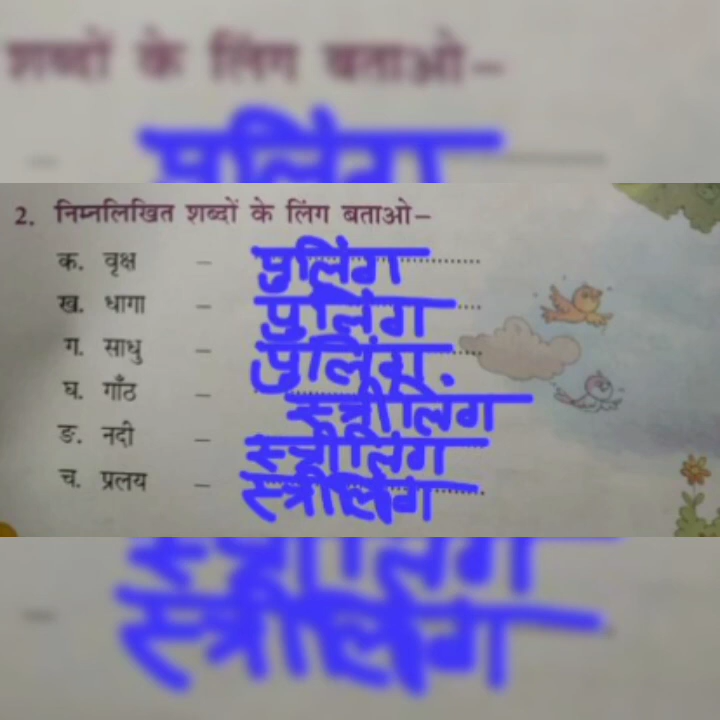 शब्दों के लिंग बताओ–
पुलिंग
2. निम्नलिखित शब्दों के लिंग बताओ–
क. वृक्ष – पुलिंग
ख. धागा – पुलिंग
ग. साधु – पुलिंग
घ. गाँठ – स्त्रीलिंग
ङ. नदी – स्त्रीलिंग
च. प्रलय – स्त्रीलिंग
स्त्रीलिंग
– स्त्रीलिंग